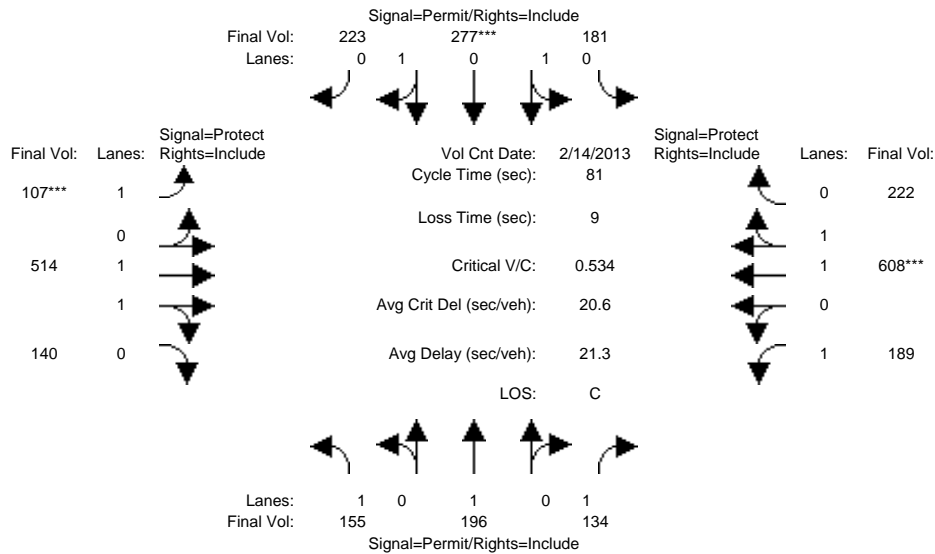 Signal=Permit/Rights=Include
Final Vol: 223 277*** 181
Lanes: 0 1 0 1 0
Signal=Protect Signal=Protect
Final Vol: Lanes: Rights=Include Vol Cnt Date: 2/14/2013 Rights=Include Lanes: Final Vol:
Cycle Time (sec): 81
107*** 1 0 222
Loss Time (sec): 9
0 1
514 1 Critical V/C: 0.534 1 608***
1 Avg Crit Del (sec/veh): 20.6 0
140 0 Avg Delay (sec/veh): 21.3 1 189
LOS: C
Lanes: 1 0 1 0 1
Final Vol: 155 196 134
Signal=Permit/Rights=Include